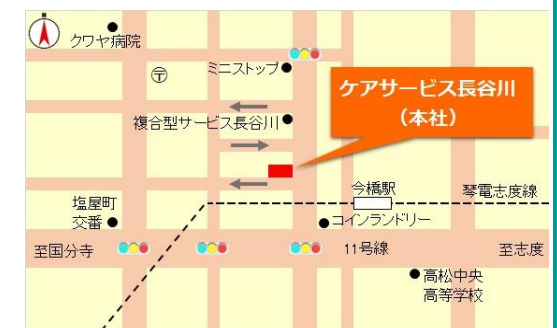 クワヤ病院
〒
ミニストップ
ケアサービス長谷川
（本社）
複合型サービス長谷川
今橋駅
琴電志度線
塩屋町
交番
コインランドリー
至国分寺
11号線
至志度
高松中央
高等学校